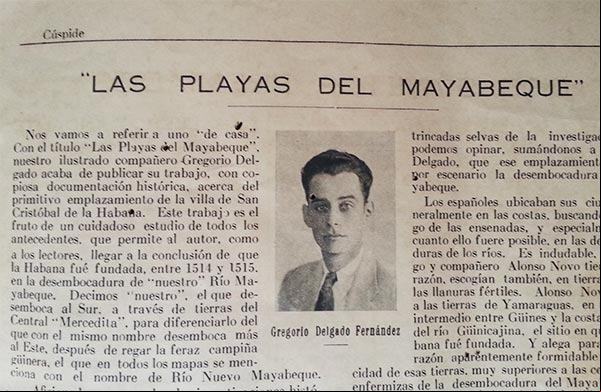 Cúspide
"LAS PLAYAS DEL MAYABEQUE"
Nos vamos a referir a uno "de casa".
Con el título "Las Playas del Mayabeque",
nuestro ilustrado compañero Gregorio Del-
gado acaba de publicar su trabajo, con co-
piosa documentación histórica, acerca del
primitivo emplazamiento de la villa de San
Cristóbal de la Habana. Este trabajo es el
fruto de un cuidadoso estudio de todos los
antecedentes, que permite al autor, como
a los lectores, llegar a la conclusión de que
la Habana fué fundada, entre 1514 y 1515,
en la desembocadura de "nuestro" Río Ma-
yabeque. Decimos "nuestro", el que de-
semboca al Sur, a través de tierras del
Central "Mercedita", para diferenciarlo del
que con el mismo nombre desemboca más
al Este, después de regar la feraz campiña
güinera, el que en todos los mapas se men-
ciona con el nombre de Río Nuevo Mayabeque.
Gregorio Delgado Fernández
trincadas selvas de la investiga
podemos opinar, sumándonos a
Delgado, que ese emplazamient
por escenario la desembocadura
yabeque.
Los españoles ubicaban sus ciu
neralmente en las costas, buscand
go de las ensenadas, y especialm
cuanto ello fuere posible, en las de
duras de los ríos. Es indudable,
go y compañero Alonso Novo tien
razón, escogían también, en tierra
las llanuras fértiles. Alonso Nov
a las tierras de Yamaraguas, en
intermedio entre Güines y la costa
del río Güinicajina, el sitio en q
bana fué fundada. Y alega para
razón aparentemente formidable
cidad de esas tierras, muy superiores a las ce
enfermizas de la desembocadura del Maya